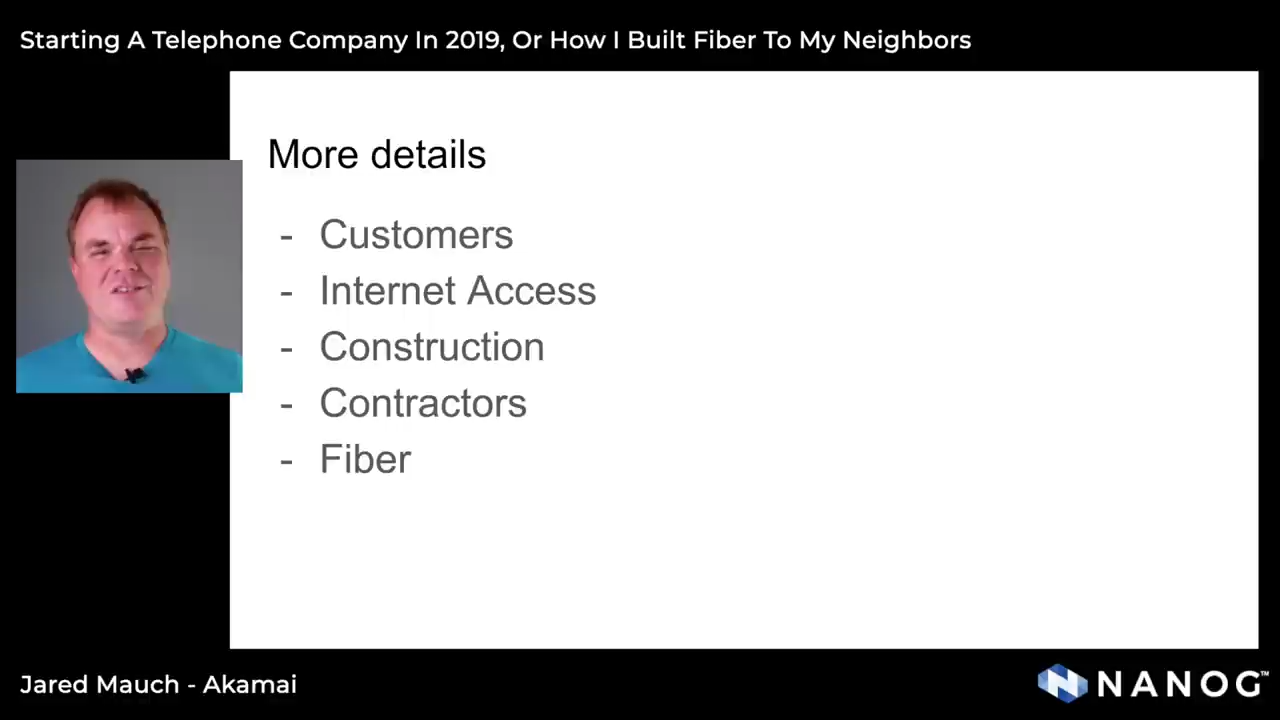 Starting A Telephone Company In 2019, Or How I Built Fiber To My Neighbors
More details
- Customers
- Internet Access
- Construction
- Contractors
- Fiber
Jared Mauch - Akamai
NANOG™